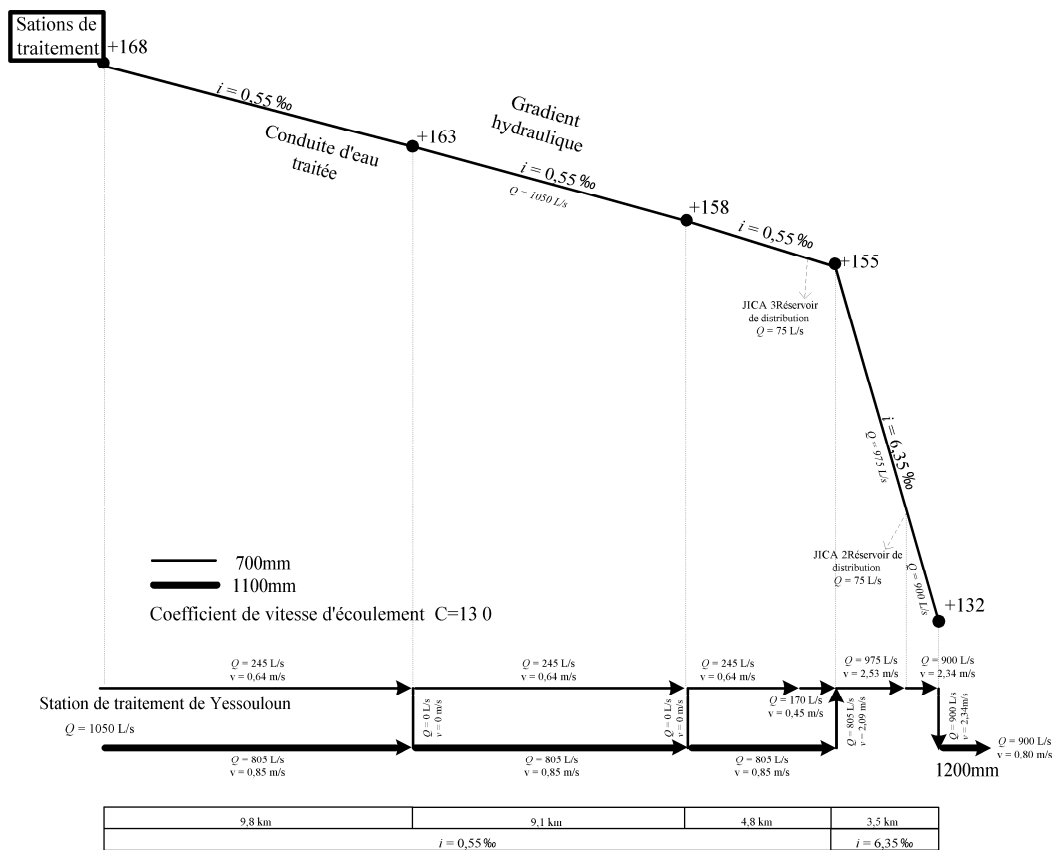 Sations de
traitement
+168
i = 0,55 ‰
+163
Gradient
hydraulique
Conduite d'eau
traitée
i = 0,55 ‰
Q – 1050 L/s
+158
i = 0,55 ‰
+155
JICA 3Réservoir
de distribution
Q = 75 L/s
i = 6,35 ‰
Q = 975 L/s
JICA 2Réservoir de
distribution
Q = 75 L/s
Q = 900 L/s
+132
700mm
1100mm
Coefficient de vitesse d'écoulement C=13 0
Q = 245 L/s
v = 0,64 m/s
Q = 245 L/s
v = 0,64 m/s
Q = 245 L/s
v = 0,64 m/s
Q = 975 L/s
v = 2,53 m/s
Q = 900 L/s
v = 2,34 m/s
Station de traitement de Yessouloun
Q = 1050 L/s
Q = 0 L/s
v = 0 m/s
Q = 0 L/s
v = 0 m/s
Q = 170 L/s
v = 0,45 m/s
Q = 805 L/s
v – 2,09 m/s
Q = 900 L/s
v = 2,34m/s
Q = 900 L/s
v = 0.80 m/s
Q = 805 L/s
v = 0,85 m/s
Q = 805 L/s
v = 0,85 m/s
Q = 805 L/s
v = 0,85 m/s
1200mm
9,8 km
9,1 km
4,8 km
3,5 km
i = 0,55 ‰
i = 6,35 ‰